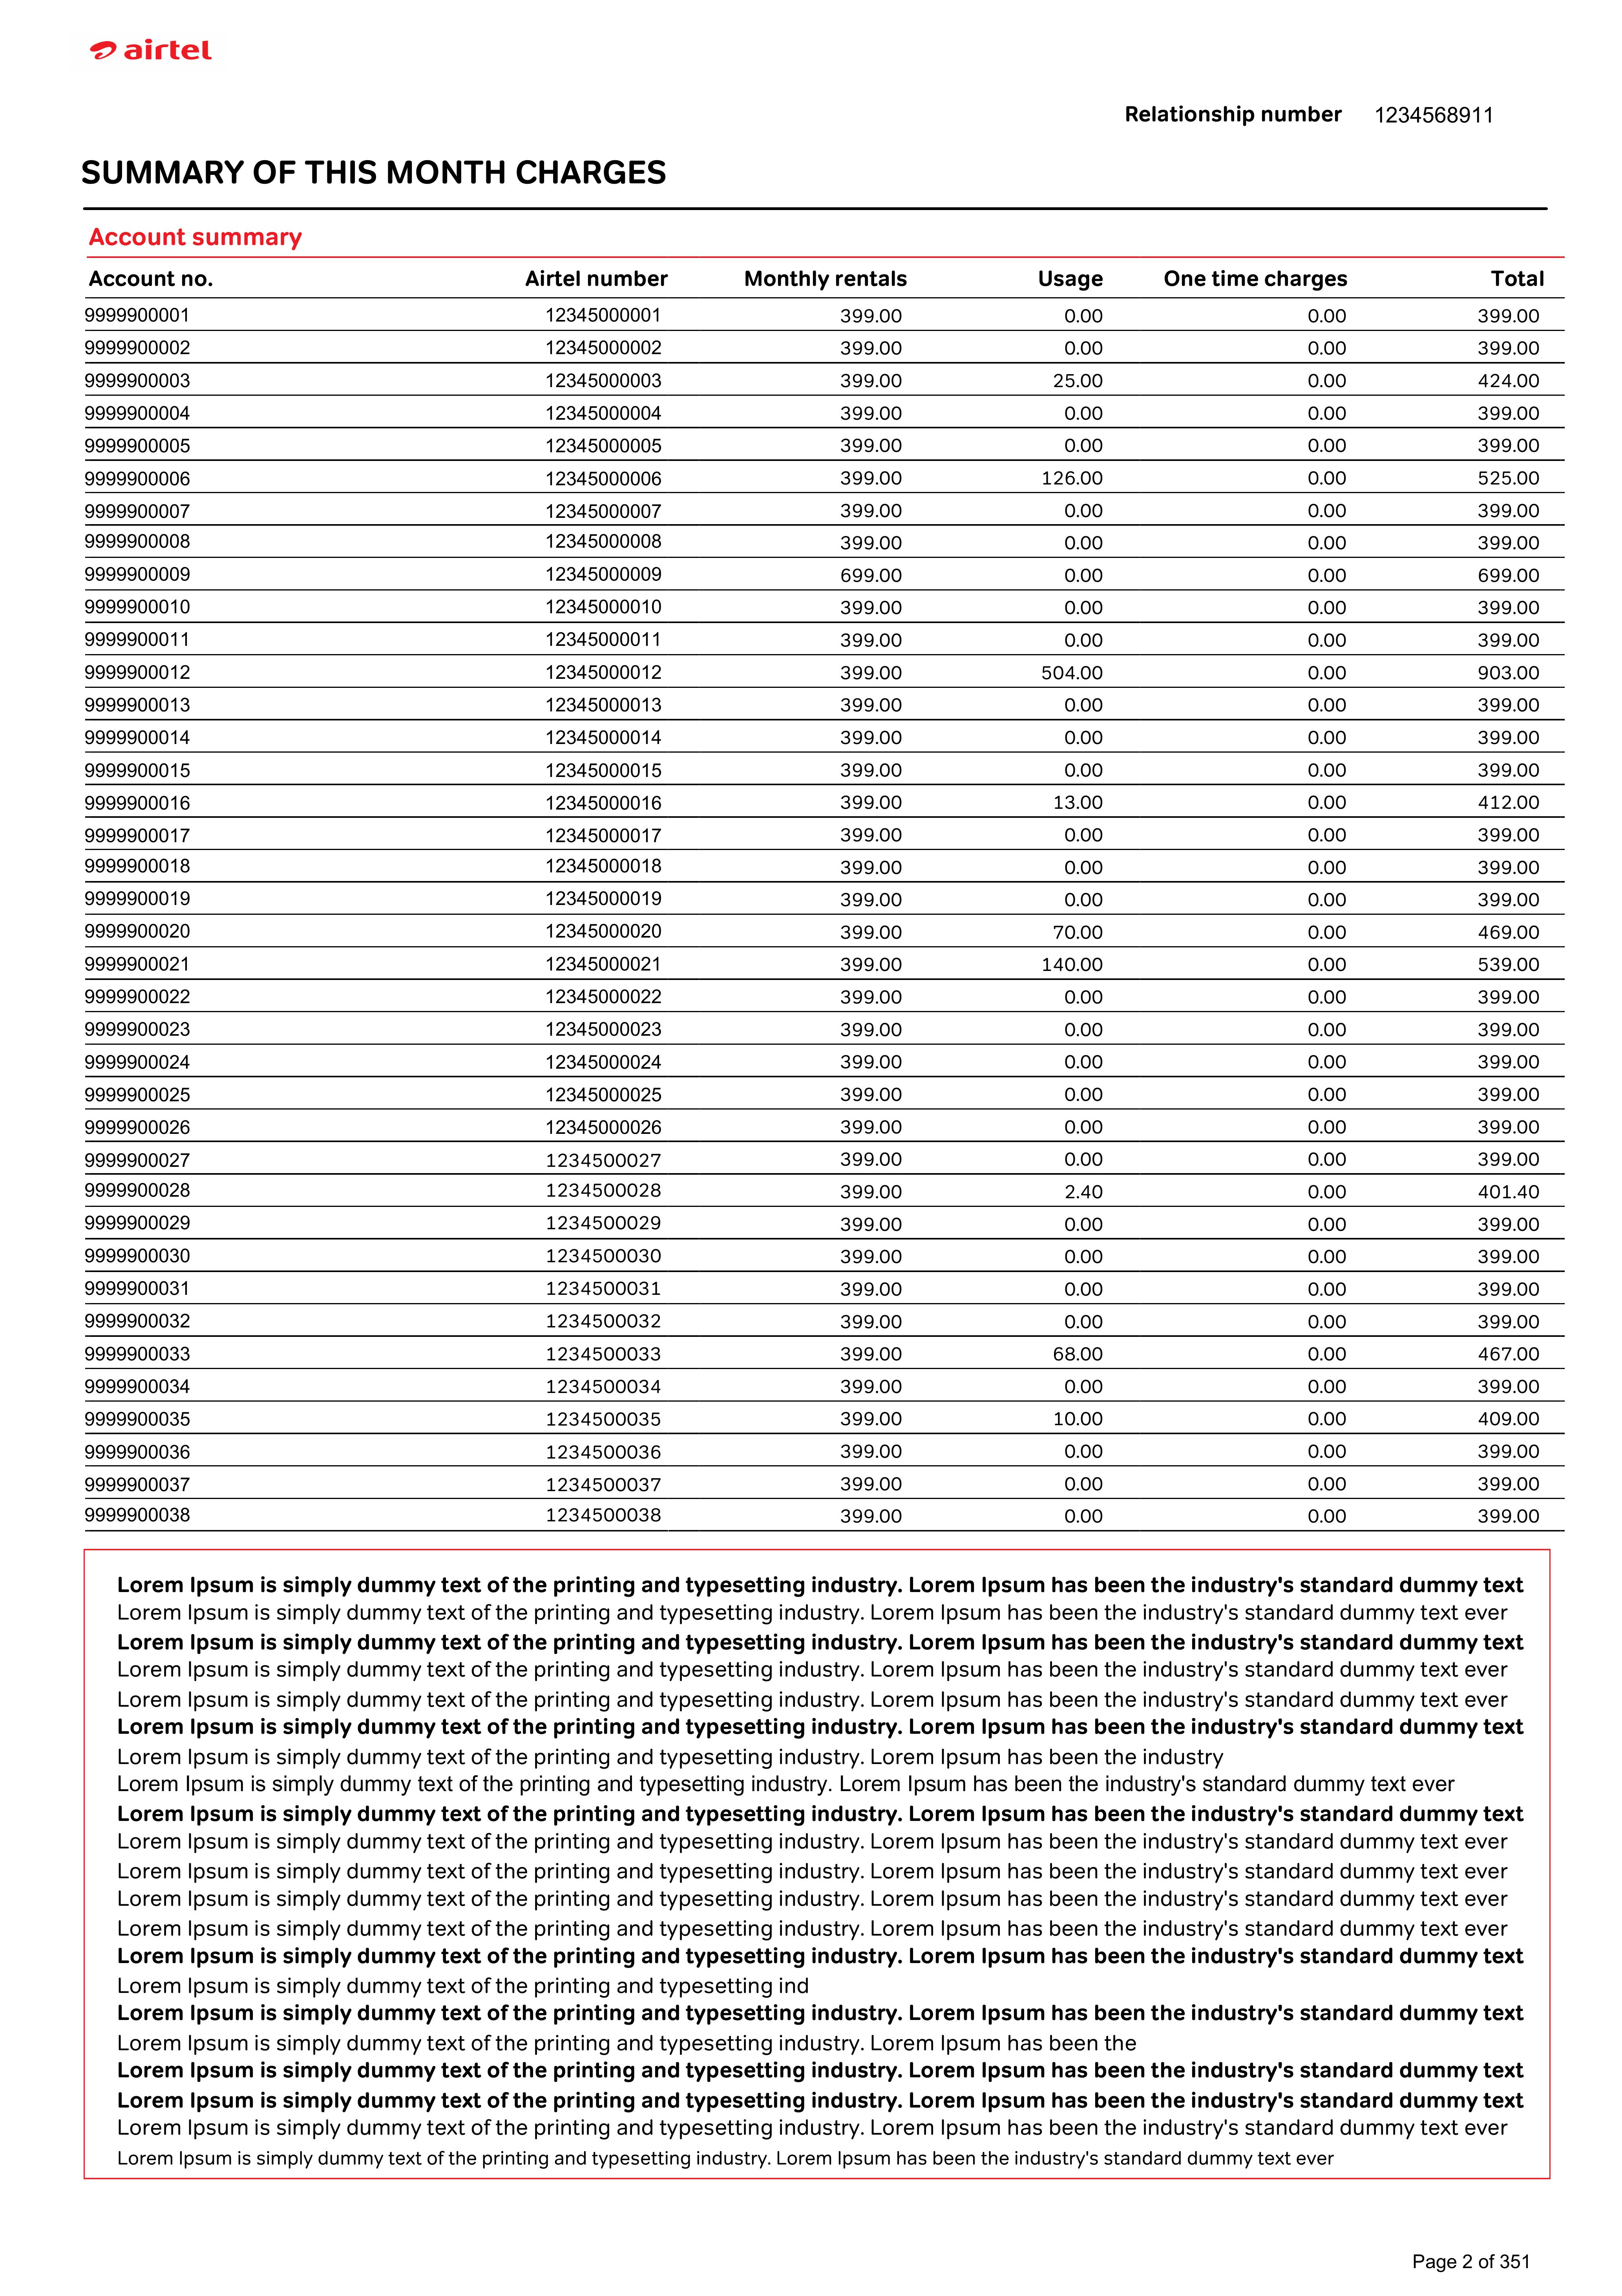 airtel
Relationship number 1234568911
SUMMARY OF THIS MONTH CHARGES
Account summary
Account no. Airtel number Monthly rentals Usage One time charges Total
9999900001 12345000001 399.00 0.00 0.00 399.00
9999900002 12345000002 399.00 0.00 0.00 399.00
9999900003 12345000003 399.00 25.00 0.00 424.00
9999900004 12345000004 399.00 0.00 0.00 399.00
9999900005 12345000005 399.00 0.00 0.00 399.00
9999900006 12345000006 399.00 126.00 0.00 525.00
9999900007 12345000007 399.00 0.00 0.00 399.00
9999900008 12345000008 399.00 0.00 0.00 399.00
9999900009 12345000009 699.00 0.00 0.00 699.00
9999900010 12345000010 399.00 0.00 0.00 399.00
9999900011 12345000011 399.00 0.00 0.00 399.00
9999900012 12345000012 399.00 504.00 0.00 903.00
9999900013 12345000013 399.00 0.00 0.00 399.00
9999900014 12345000014 399.00 0.00 0.00 399.00
9999900015 12345000015 399.00 0.00 0.00 399.00
9999900016 12345000016 399.00 13.00 0.00 412.00
9999900017 12345000017 399.00 0.00 0.00 399.00
9999900018 12345000018 399.00 0.00 0.00 399.00
9999900019 12345000019 399.00 0.00 0.00 399.00
9999900020 12345000020 399.00 70.00 0.00 469.00
9999900021 12345000021 399.00 140.00 0.00 539.00
9999900022 12345000022 399.00 0.00 0.00 399.00
9999900023 12345000023 399.00 0.00 0.00 399.00
9999900024 12345000024 399.00 0.00 0.00 399.00
9999900025 12345000025 399.00 0.00 0.00 399.00
9999900026 12345000026 399.00 0.00 0.00 399.00
9999900027 1234500027 399.00 0.00 0.00 399.00
9999900028 1234500028 399.00 2.40 0.00 401.40
9999900029 1234500029 399.00 0.00 0.00 399.00
9999900030 1234500030 399.00 0.00 0.00 399.00
9999900031 1234500031 399.00 0.00 0.00 399.00
9999900032 1234500032 399.00 0.00 0.00 399.00
9999900033 1234500033 399.00 68.00 0.00 467.00
9999900034 1234500034 399.00 0.00 0.00 399.00
9999900035 1234500035 399.00 10.00 0.00 409.00
9999900036 1234500036 399.00 0.00 0.00 399.00
9999900037 1234500037 399.00 0.00 0.00 399.00
9999900038 1234500038 399.00 0.00 0.00 399.00
Lorem Ipsum is simply dummy text of the printing and typesetting industry. Lorem Ipsum has been the industry's standard dummy text
Lorem Ipsum is simply dummy text of the printing and typesetting industry. Lorem Ipsum has been the industry's standard dummy text ever
Lorem Ipsum is simply dummy text of the printing and typesetting industry. Lorem Ipsum has been the industry's standard dummy text
Lorem Ipsum is simply dummy text of the printing and typesetting industry. Lorem Ipsum has been the industry's standard dummy text ever
Lorem Ipsum is simply dummy text of the printing and typesetting industry. Lorem Ipsum has been the industry's standard dummy text ever
Lorem Ipsum is simply dummy text of the printing and typesetting industry. Lorem Ipsum has been the industry's standard dummy text
Lorem Ipsum is simply dummy text of the printing and typesetting industry. Lorem Ipsum has been the industry
Lorem Ipsum is simply dummy text of the printing and typesetting industry. Lorem Ipsum has been the industry's standard dummy text ever
Lorem Ipsum is simply dummy text of the printing and typesetting industry. Lorem Ipsum has been the industry's standard dummy text
Lorem Ipsum is simply dummy text of the printing and typesetting industry. Lorem Ipsum has been the industry's standard dummy text ever
Lorem Ipsum is simply dummy text of the printing and typesetting industry. Lorem Ipsum has been the industry's standard dummy text ever
Lorem Ipsum is simply dummy text of the printing and typesetting industry. Lorem Ipsum has been the industry's standard dummy text ever
Lorem Ipsum is simply dummy text of the printing and typesetting industry. Lorem Ipsum has been the industry's standard dummy text ever
Lorem Ipsum is simply dummy text of the printing and typesetting industry. Lorem Ipsum has been the industry's standard dummy text
Lorem Ipsum is simply dummy text of the printing and typesetting ind
Lorem Ipsum is simply dummy text of the printing and typesetting industry. Lorem Ipsum has been the industry's standard dummy text
Lorem Ipsum is simply dummy text of the printing and typesetting industry. Lorem Ipsum has been the
Lorem Ipsum is simply dummy text of the printing and typesetting industry. Lorem Ipsum has been the industry's standard dummy text
Lorem Ipsum is simply dummy text of the printing and typesetting industry. Lorem Ipsum has been the industry's standard dummy text
Lorem Ipsum is simply dummy text of the printing and typesetting industry. Lorem Ipsum has been the industry's standard dummy text ever
Lorem Ipsum is simply dummy text of the printing and typesetting industry. Lorem Ipsum has been the industry's standard dummy text ever
Page 2 of 351